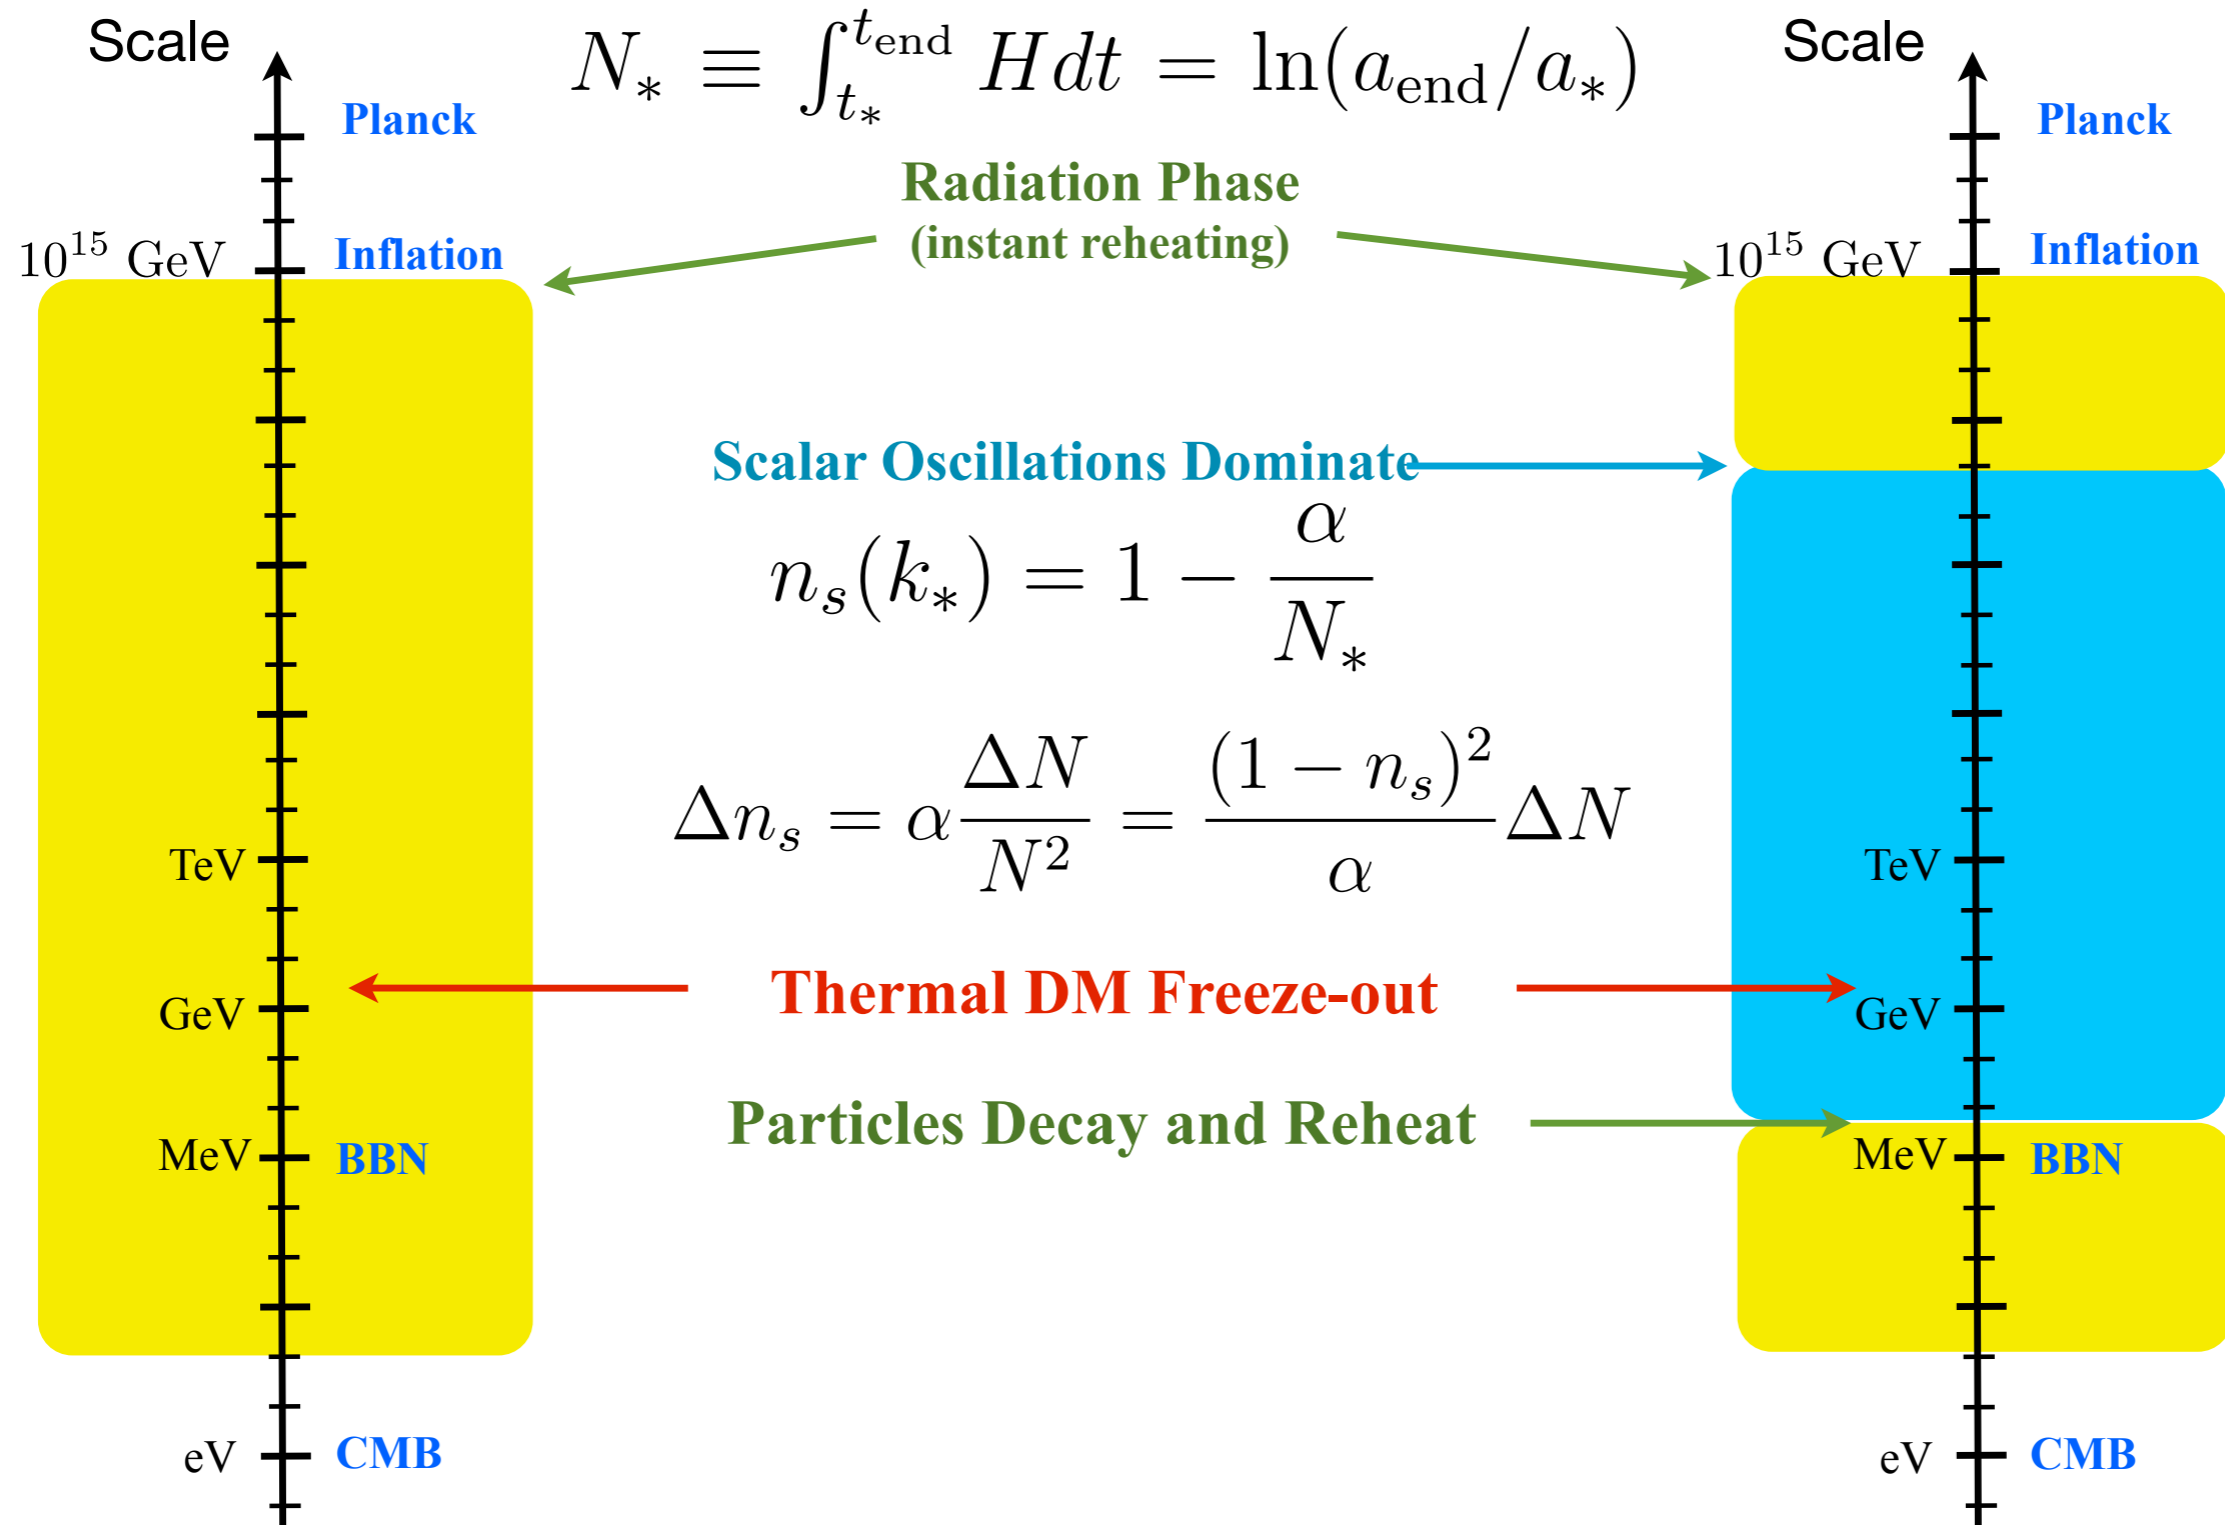 Scale
N_* ≡ ∫_{t_*}^{t_end} Hdt = ln(a_end/a_*)
Scale
Planck
Planck
Radiation Phase
(instant reheating)
10^15 GeV
Inflation
10^15 GeV
Inflation
Scalar Oscillations Dominate
n_s(k_*) = 1 − α/N_*
Δn_s = α ΔN/N^2 = (1 − n_s)^2/α ΔN
TeV
TeV
Thermal DM Freeze-out
GeV
GeV
Particles Decay and Reheat
MeV
BBN
MeV
BBN
eV
CMB
eV
CMB